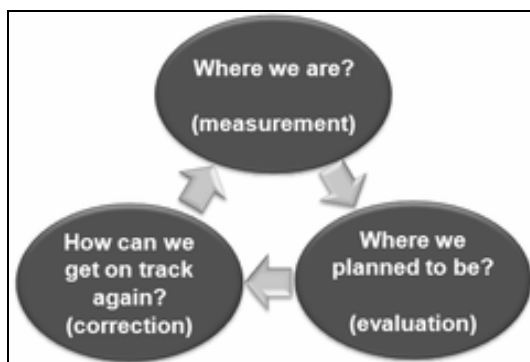 Where we are?
(measurement)
Where we
planned to be?
(evaluation)
How can we
get on track
again?
(correction)